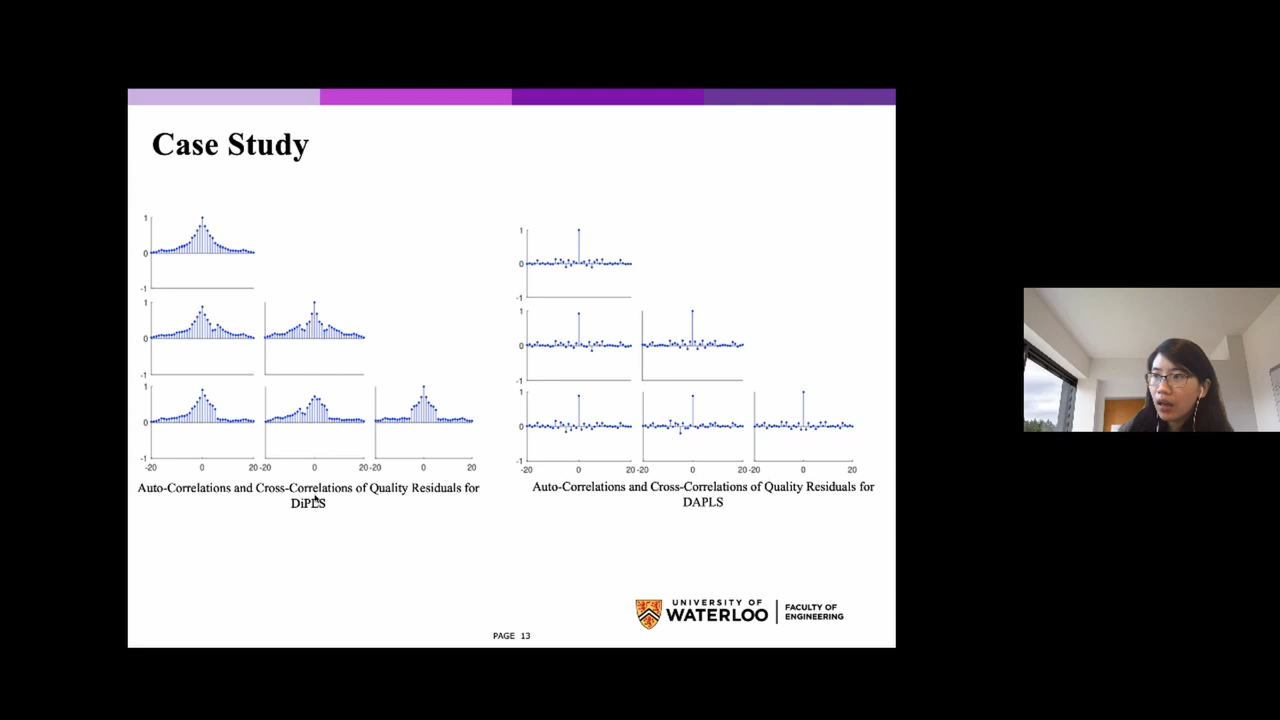 Case Study
1
0
-1
1
0
-1
1
0
-1
-20 0 20 -20 0 20 -20 0 20
Auto-Correlations and Cross-Correlations of Quality Residuals for
DiPLS
1
0
-1
1
0
-1
1
0
-1
-20 0 20 -20 0 20 -20 0 20
Auto-Correlations and Cross-Correlations of Quality Residuals for
DAPLS
UNIVERSITY OF
WATERLOO
FACULTY OF
ENGINEERING
PAGE 13